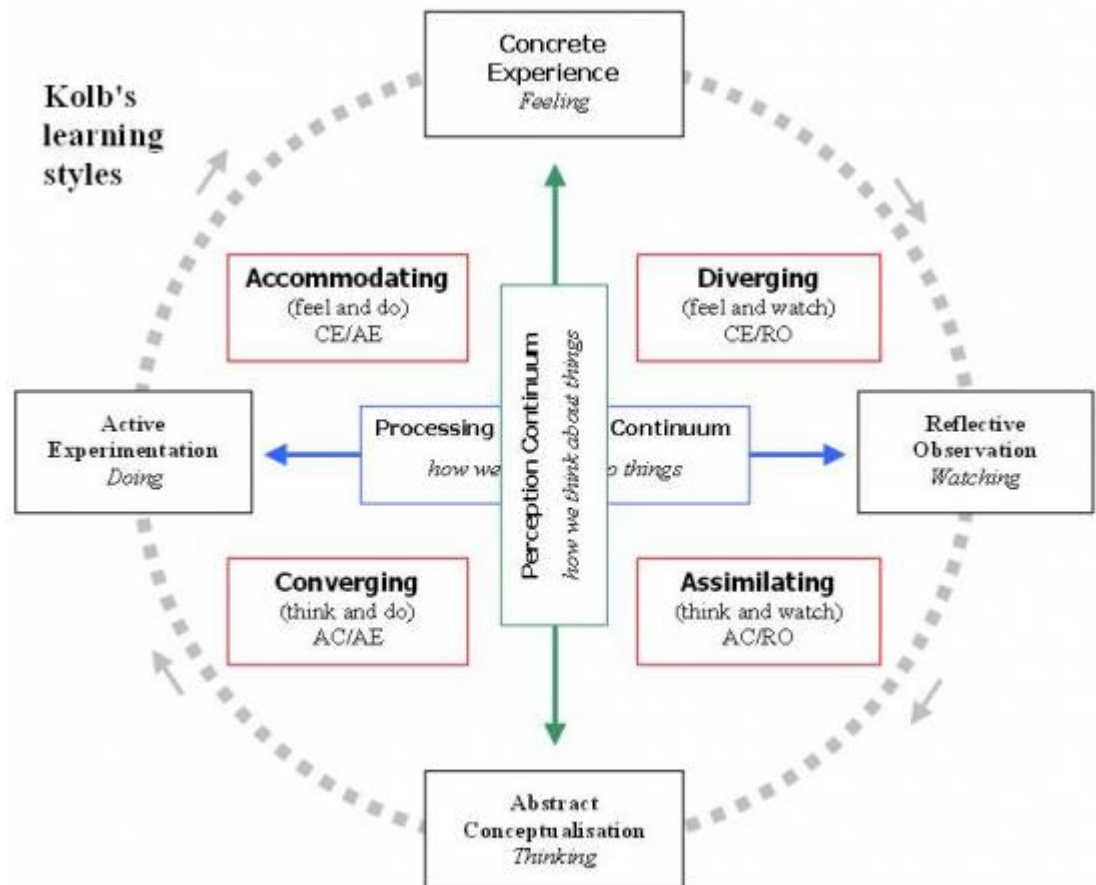 Kolb's
learning
styles
Concrete
Experience
Feeling
Accommodating
(feel and do)
CE/AE
Diverging
(feel and watch)
CE/RO
Active
Experimentation
Doing
Processing Continuum
how we things
Perception Continuum
how we think about things
Reflective
Observation
Watching
Converging
(think and do)
AC/AE
Assimilating
(think and watch)
AC/RO
Abstract
Conceptualisation
Thinking